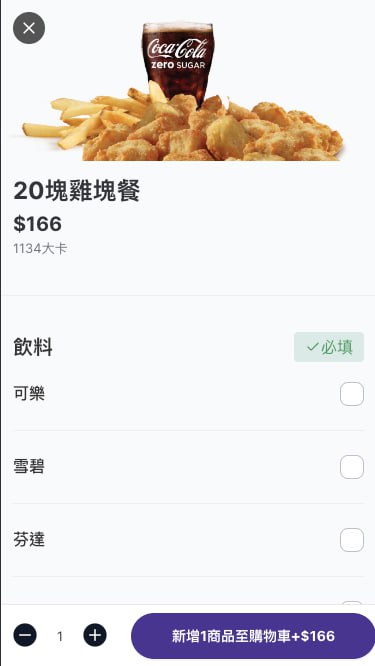 Coca-Cola
zero SUGAR
20塊雞塊餐
$166
1134大卡
飲料
必填
可樂
雪碧
芬達
1
新增1商品至購物車+$166